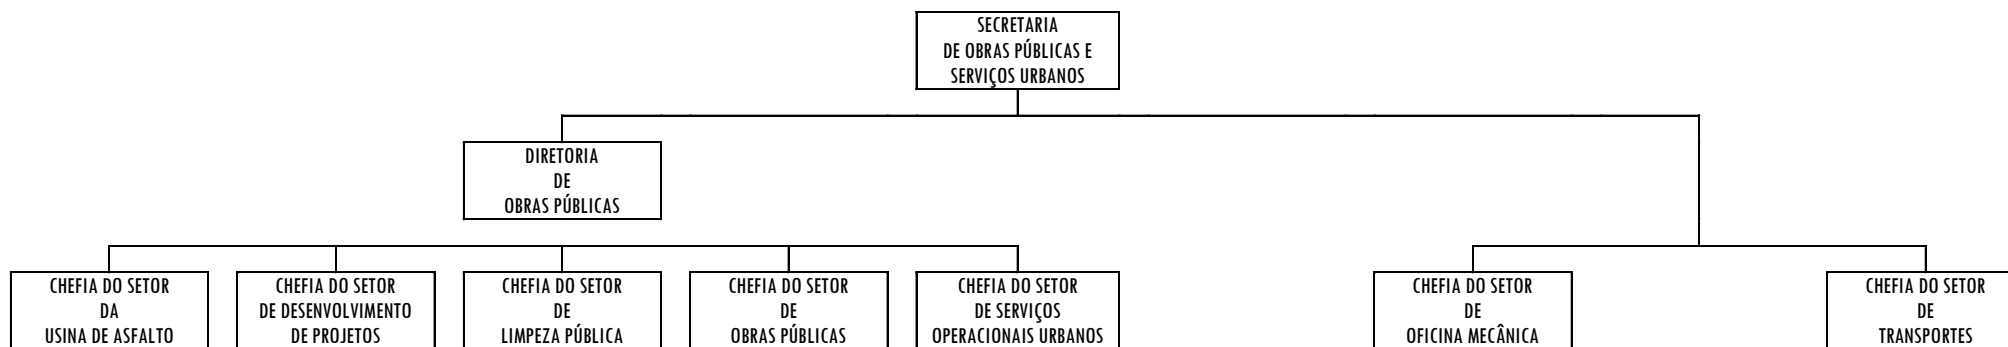 SECRETARIA
DE OBRAS PÚBLICAS E
SERVIÇOS URBANOS
DIRETORIA
DE
OBRAS PÚBLICAS
CHEFIA DO SETOR
DA
USINA DE ASFALTO
CHEFIA DO SETOR
DE DESENVOLVIMENTO
DE PROJETOS
CHEFIA DO SETOR
DE
LIMPEZA PÚBLICA
CHEFIA DO SETOR
DE
OBRAS PÚBLICAS
CHEFIA DO SETOR
DE SERVIÇOS
OPERACIONAIS URBANOS
CHEFIA DO SETOR
DE
OFICINA MECÂNICA
CHEFIA DO SETOR
DE
TRANSPORTES